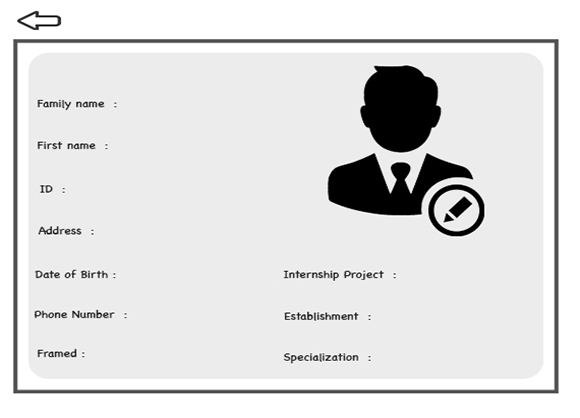 Family name :
First name :
ID :
Address :
Date of Birth :
Phone Number :
Framed :
Internship Project :
Establishment :
Specialization :